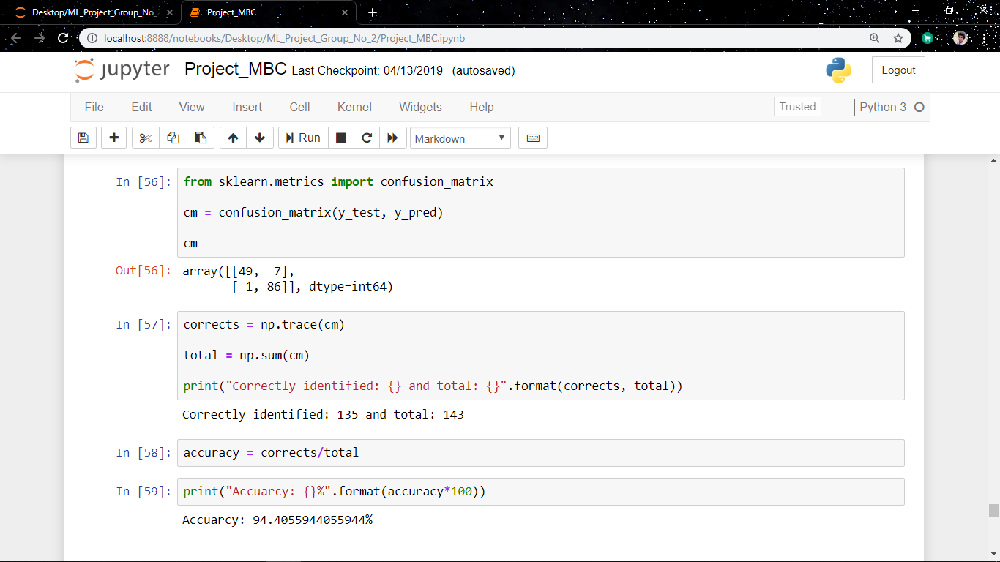 Desktop/ML_Project_Group_No_
Project_MBC
localhost:8888/notebooks/Desktop/ML_Project_Group_No_2/Project_MBC.ipynb
jupyter Project_MBC Last Checkpoint: 04/13/2019 (autosaved)
Logout
File Edit View Insert Cell Kernel Widgets Help
Trusted
Python 3
Run
Markdown
In [56]: from sklearn.metrics import confusion_matrix
cm = confusion_matrix(y_test, y_pred)
cm
Out[56]: array([[49,  7],
[ 1, 86]], dtype=int64)
In [57]: corrects = np.trace(cm)
total = np.sum(cm)
print("Correctly identified: {} and total: {}".format(corrects, total))
Correctly identified: 135 and total: 143
In [58]: accuracy = corrects/total
In [59]: print("Accuarcy: {}%".format(accuracy*100))
Accuarcy: 94.4055944055944%